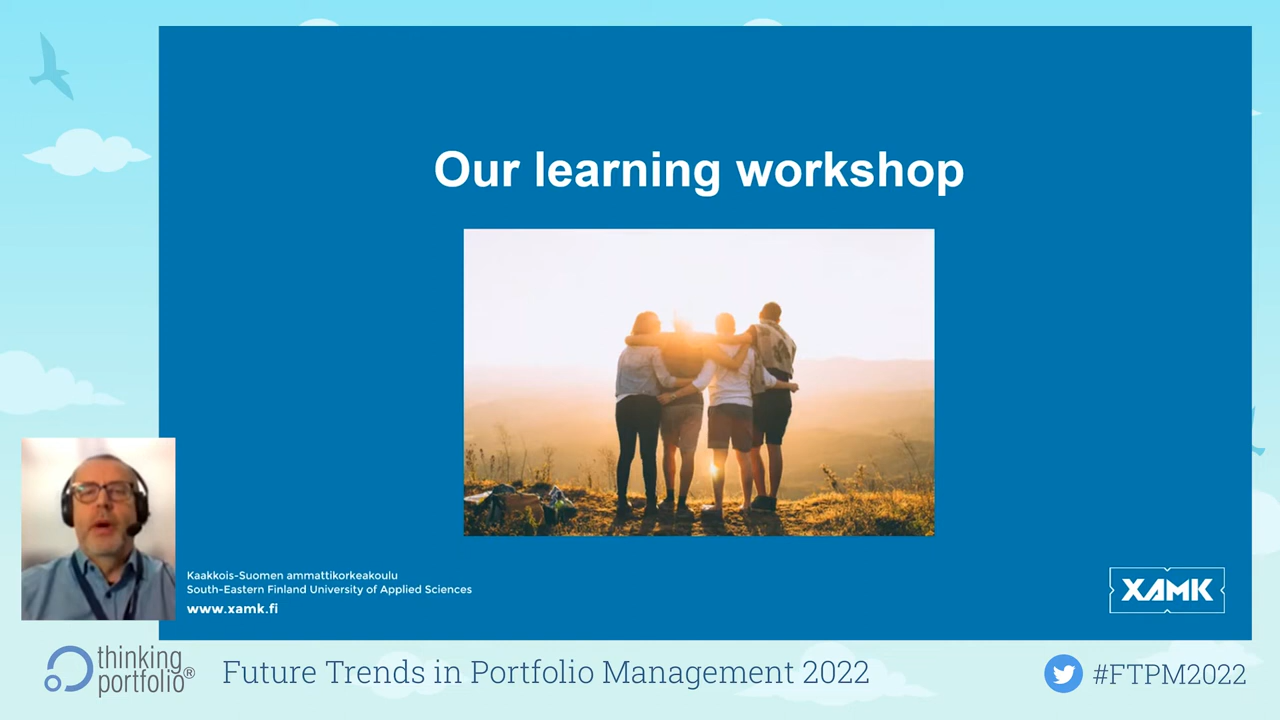 Our learning workshop
Kaakkois-Suomen ammattikorkeakoulu
South-Eastern Finland University of Applied Sciences
www.xamk.fi
XAMK
thinking
portfolio®
Future Trends in Portfolio Management 2022
#FTPM2022